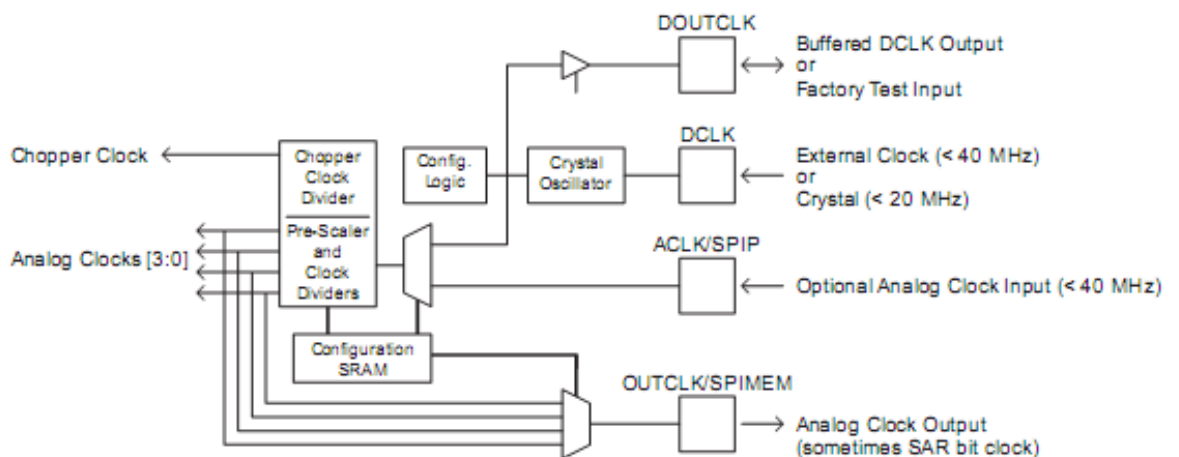 DOUTCLK
Buffered DCLK Output
or
Factory Test Input
DCLK
External Clock (< 40 MHz)
or
Crystal (< 20 MHz)
Chopper Clock
Chopper
Clock
Divider
Config.
Logic
Crystal
Oscillator
Pre-Scaler
and
Clock
Dividers
Analog Clocks [3:0]
ACLK/SPIP
Optional Analog Clock Input (< 40 MHz)
Configuration
SRAM
OUTCLK/SPIMEM
Analog Clock Output
(sometimes SAR bit clock)